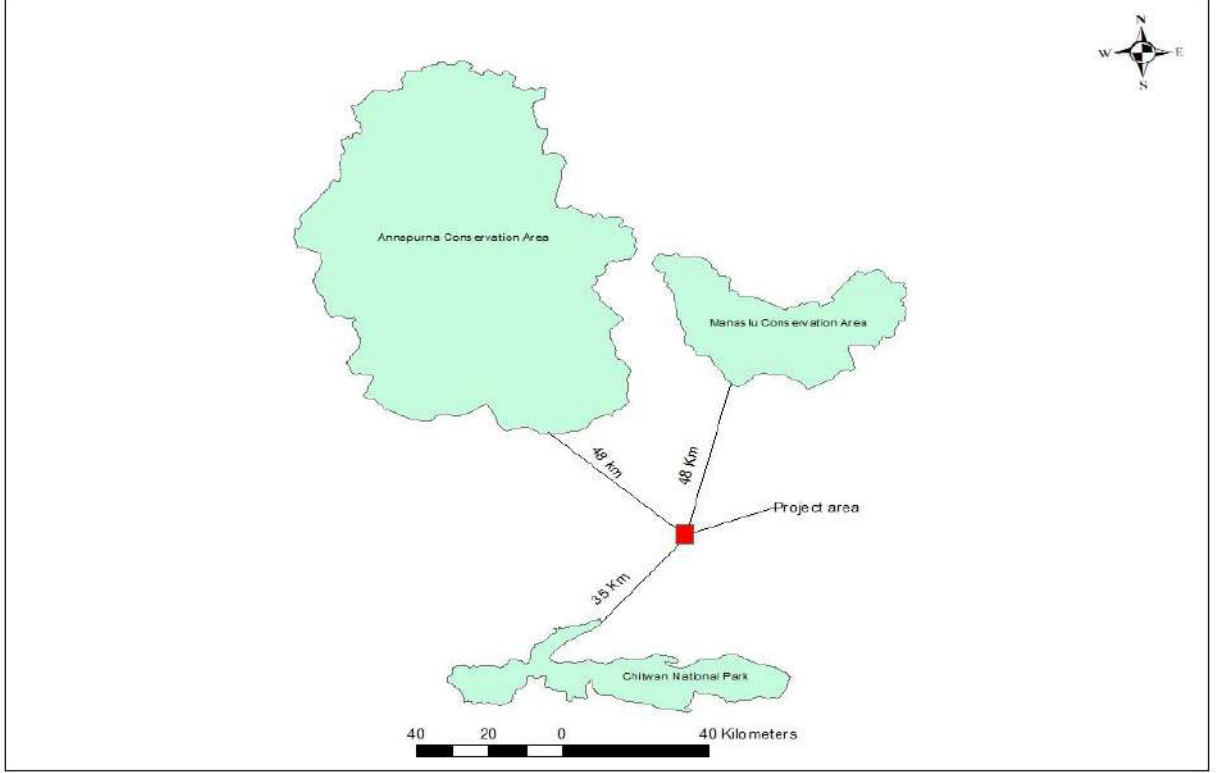 N
W E
S
Annapurna Conservation Area
Manaslu Conservation Area
48 km
48 Km
Project area
35 Km
Chitwan National Park
40 20 0 40 Kilometers